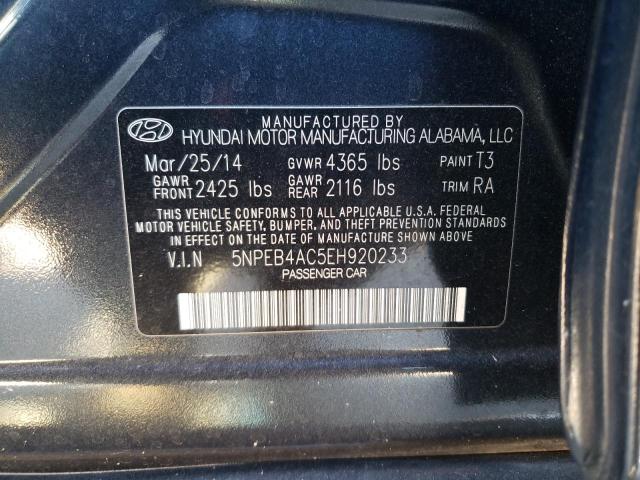 MANUFACTURED BY
HYUNDAI MOTOR MANUFACTURING ALABAMA, LLC
Mar/25/14 GVWR 4365 lbs PAINT T3
GAWR FRONT 2425 lbs GAWR REAR 2116 lbs TRIM RA
THIS VEHICLE CONFORMS TO ALL APPLICABLE U.S.A. FEDERAL
MOTOR VEHICLE SAFETY, BUMPER, AND THEFT PREVENTION STANDARDS
IN EFFECT ON THE DATE OF MANUFACTURE SHOWN ABOVE
V.I.N 5NPEB4AC5EH920233
PASSENGER CAR